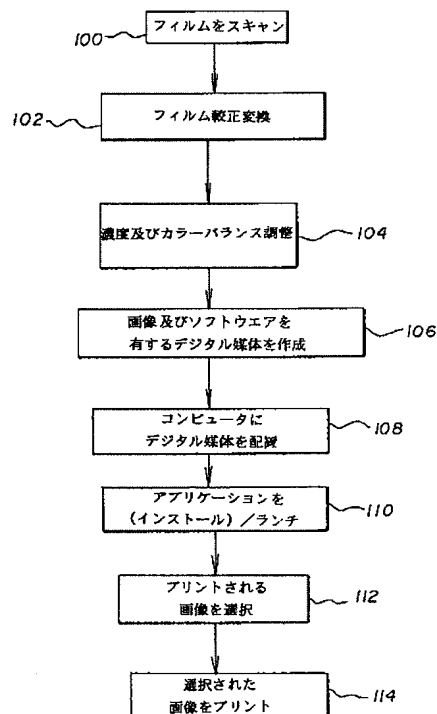 100 フィルムをスキャン
102 フィルム較正変換
濃度及びカラーバランス調整 104
画像及びソフトウエアを
有するデジタル媒体を作成 106
コンピュータに
デジタル媒体を配置 108
アプリケーションを
(インストール)/ランチ 110
プリントされる
画像を選択 112
選択された
画像をプリント 114